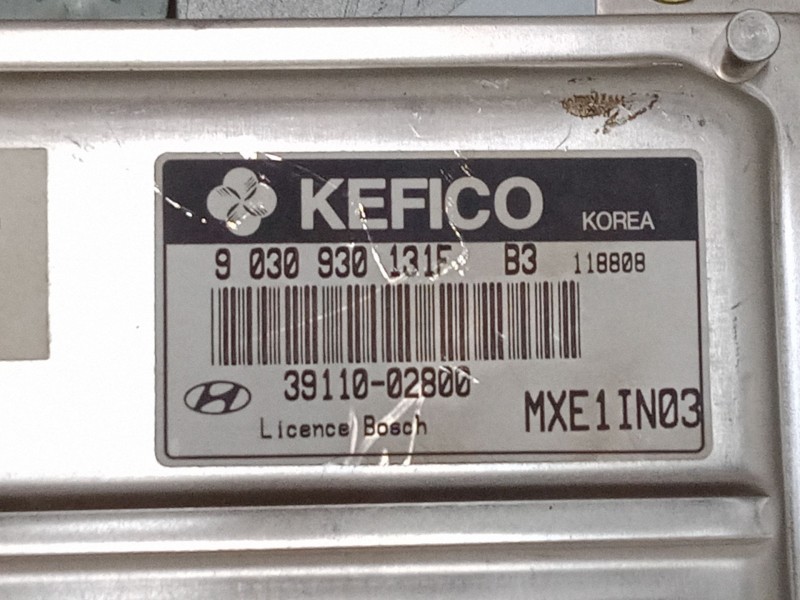 KEFICO KOREA
9 030 930 131F B3 118808
39110-02800
Licence Bosch MXE1IN03